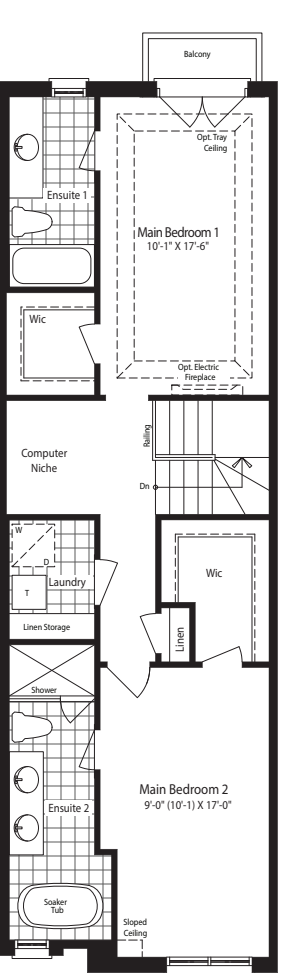 Balcony
Opt. Tray
Ceiling
Ensuite 1
Main Bedroom 1
10'-1" X 17'-6"
Wic
Opt. Electric
Fireplace
Railing
Computer
Niche
Dn
W
D
Laundry
T
Wic
Linen Storage
Linen
Shower
Main Bedroom 2
9'-0" (10'-1) X 17'-0"
Ensuite 2
Soaker
Tub
Sloped
Ceiling